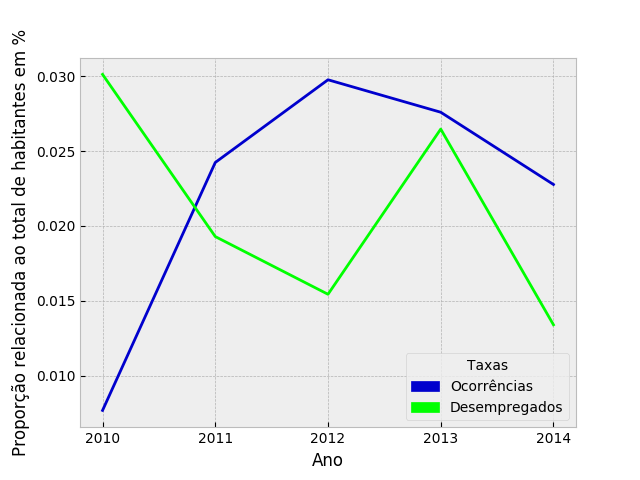 Proporção relacionada ao total de habitantes em %
0.030
0.025
0.020
0.015
0.010
Taxas
Ocorrências
Desempregados
2010 2011 2012 2013 2014
Ano